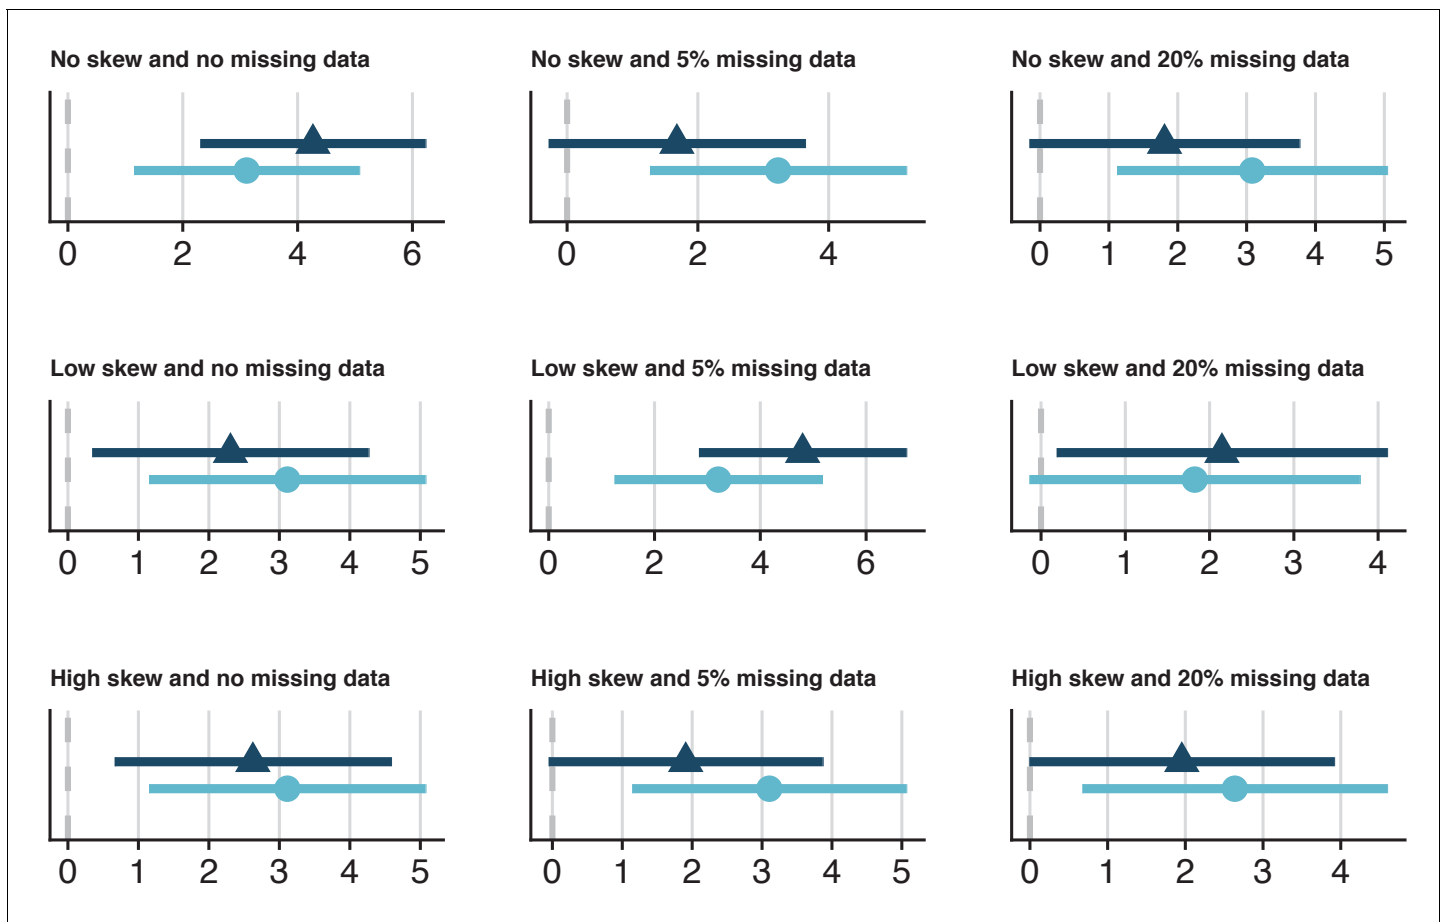 No skew and no missing data
No skew and 5% missing data
No skew and 20% missing data
0 2 4 6
0 2 4
0 1 2 3 4 5
Low skew and no missing data
Low skew and 5% missing data
Low skew and 20% missing data
0 1 2 3 4 5
0 2 4 6
0 1 2 3 4
High skew and no missing data
High skew and 5% missing data
High skew and 20% missing data
0 1 2 3 4 5
0 1 2 3 4 5
0 1 2 3 4